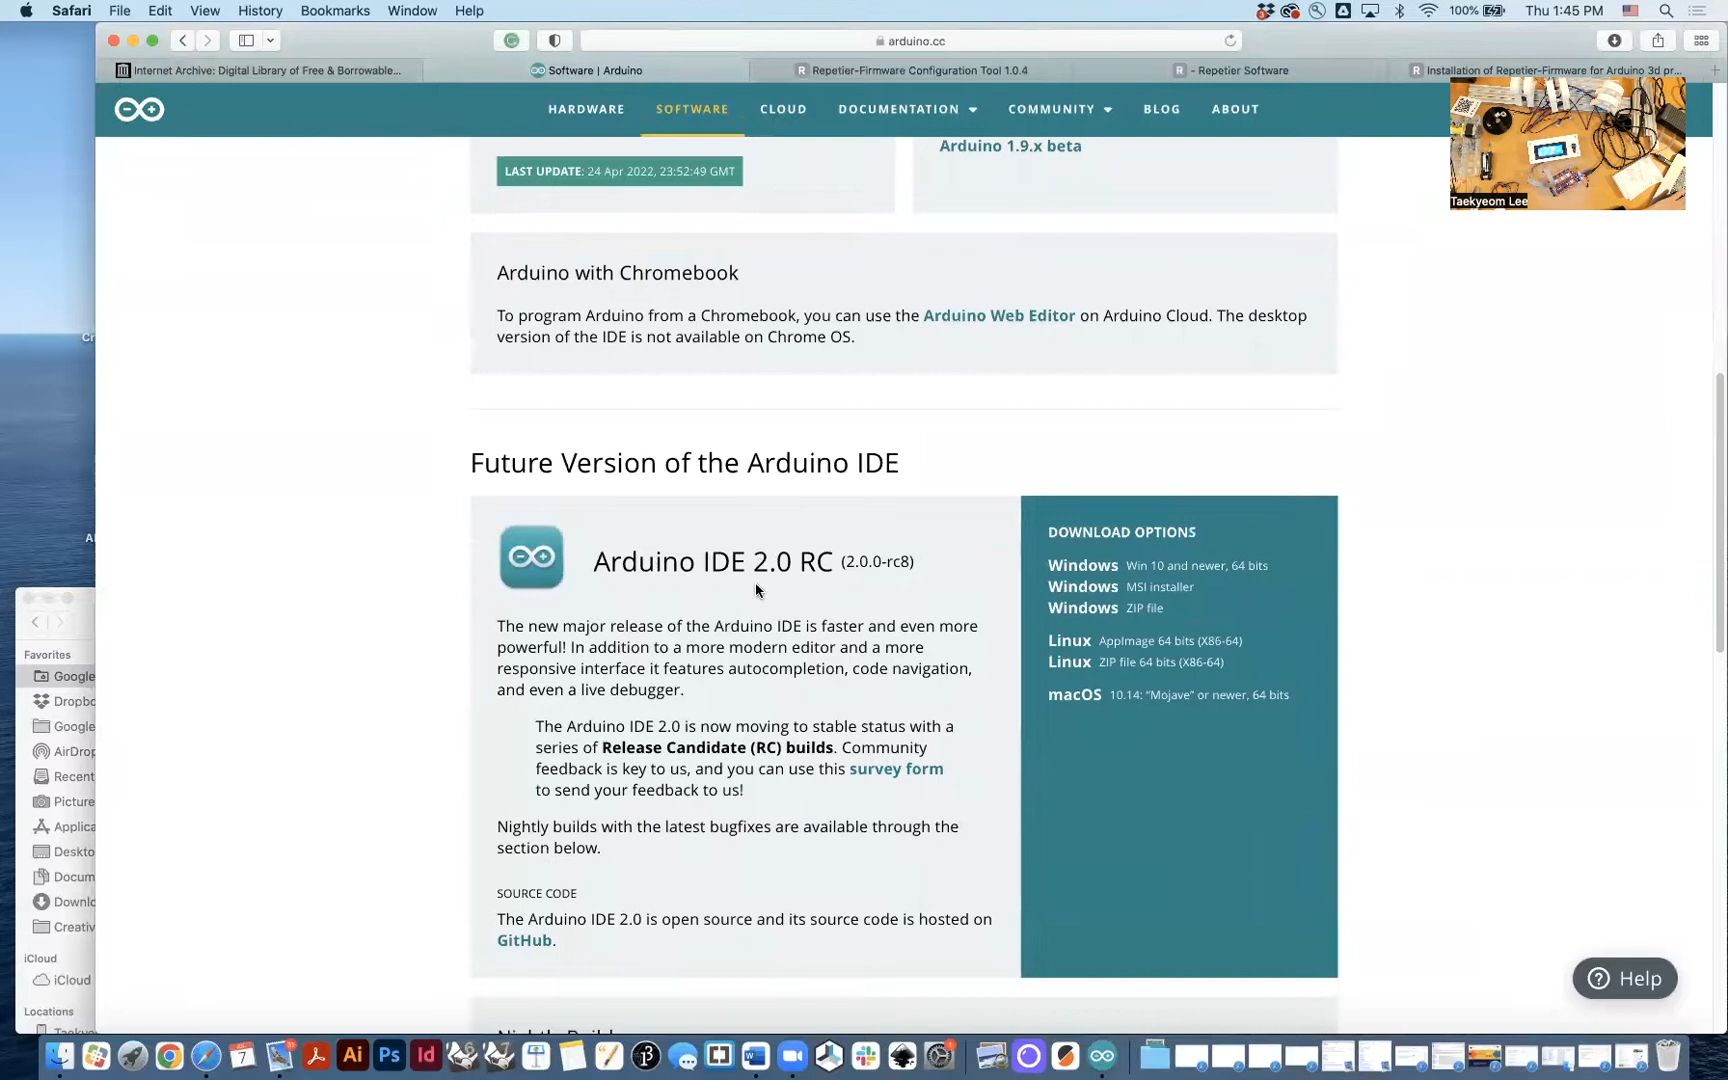 Safari File Edit View History Bookmarks Window Help
100% Thu 1:45 PM
arduino.cc
Internet Archive: Digital Library of Free & Borrowable...
Software | Arduino
Repetier-Firmware Configuration Tool 1.0.4
- Repetier Software
Installation of Repetier-Firmware for Arduino 3d pr...
HARDWARE SOFTWARE CLOUD DOCUMENTATION COMMUNITY BLOG ABOUT
Taekyeom Lee
LAST UPDATE: 24 Apr 2022, 23:52:49 GMT
Arduino 1.9.x beta
Arduino with Chromebook
To program Arduino from a Chromebook, you can use the Arduino Web Editor on Arduino Cloud. The desktop
version of the IDE is not available on Chrome OS.
Future Version of the Arduino IDE
Arduino IDE 2.0 RC (2.0.0-rc8)
The new major release of the Arduino IDE is faster and even more
powerful! In addition to a more modern editor and a more
responsive interface it features autocompletion, code navigation,
and even a live debugger.
The Arduino IDE 2.0 is now moving to stable status with a
series of Release Candidate (RC) builds. Community
feedback is key to us, and you can use this survey form
to send your feedback to us!
Nightly builds with the latest bugfixes are available through the
section below.
SOURCE CODE
The Arduino IDE 2.0 is open source and its source code is hosted on
GitHub.
DOWNLOAD OPTIONS
Windows Win 10 and newer, 64 bits
Windows MSI installer
Windows ZIP file
Linux AppImage 64 bits (X86-64)
Linux ZIP file 64 bits (X86-64)
macOS 10.14: “Mojave” or newer, 64 bits
Help
Favorites
Google
Dropbo
Google
AirDrop
Recent
Picture
Applica
Deskto
Docum
Downlo
Creativ
iCloud
iCloud
Locations